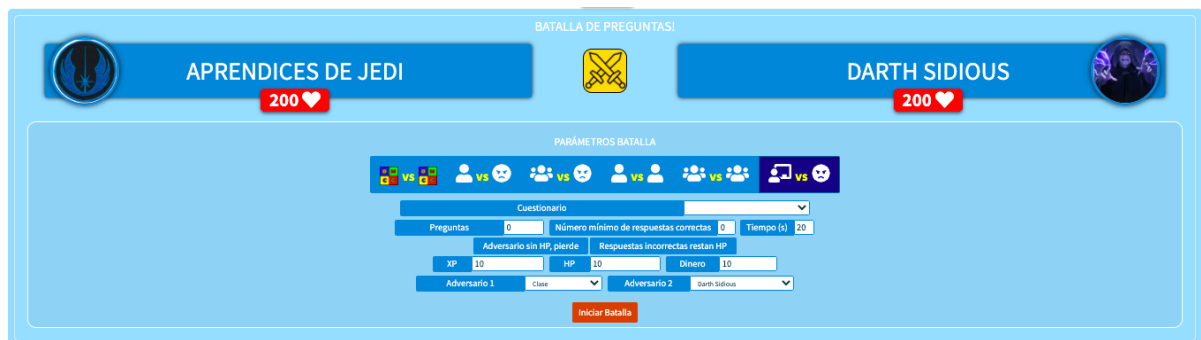 BATALLA DE PREGUNTAS!
APRENDICES DE JEDI
DARTH SIDIOUS
200
200
PARÁMETROS BATALLA
vs vs vs vs vs vs
Cuestionario
Preguntas 0 Número mínimo de respuestas correctas 0 Tiempo (s) 20
Adversario sin HP, pierde Respuestas incorrectas restan HP
XP 10 HP 10 Dinero 10
Adversario 1 Clase Adversario 2 Darth Sidious
Iniciar Batalla